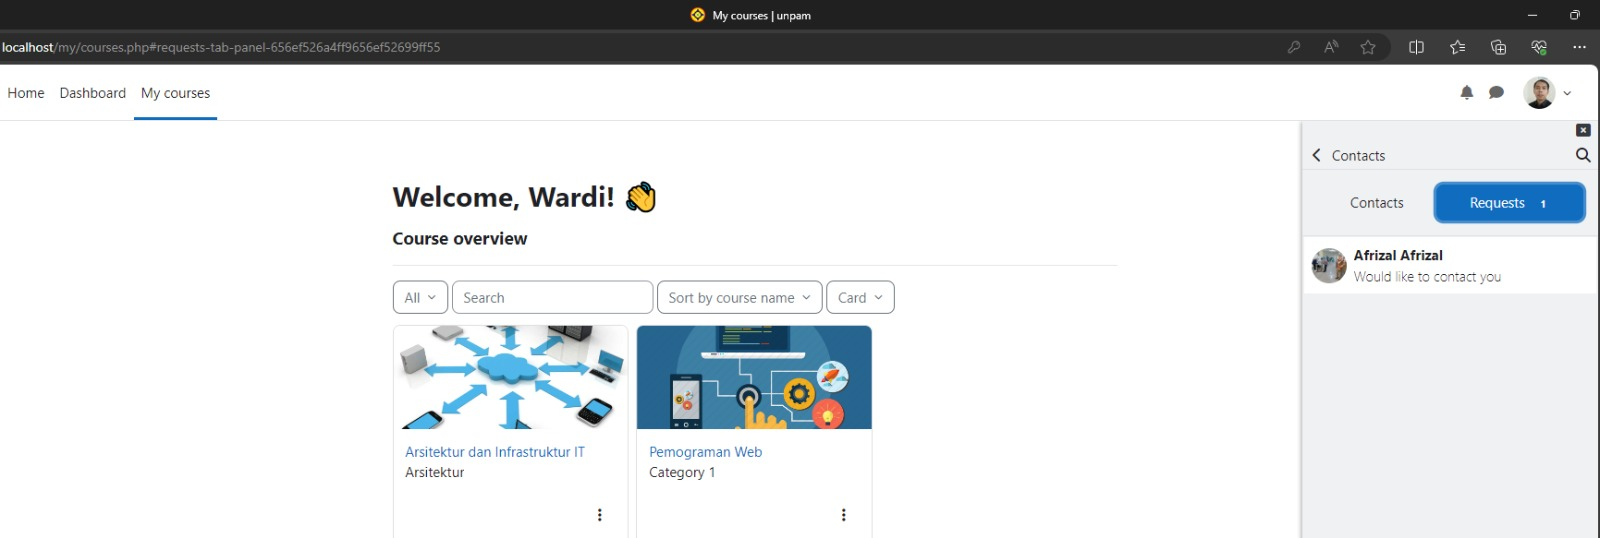 My courses | unpam
localhost/my/courses.php#requests-tab-panel-656ef526a4ff9656ef52699ff55
Home Dashboard My courses
Contacts
Contacts Requests 1
Afrizal Afrizal
Would like to contact you
Welcome, Wardi!
Course overview
All Search Sort by course name Card
Arsitektur dan Infrastruktur IT
Arsitektur
Pemograman Web
Category 1